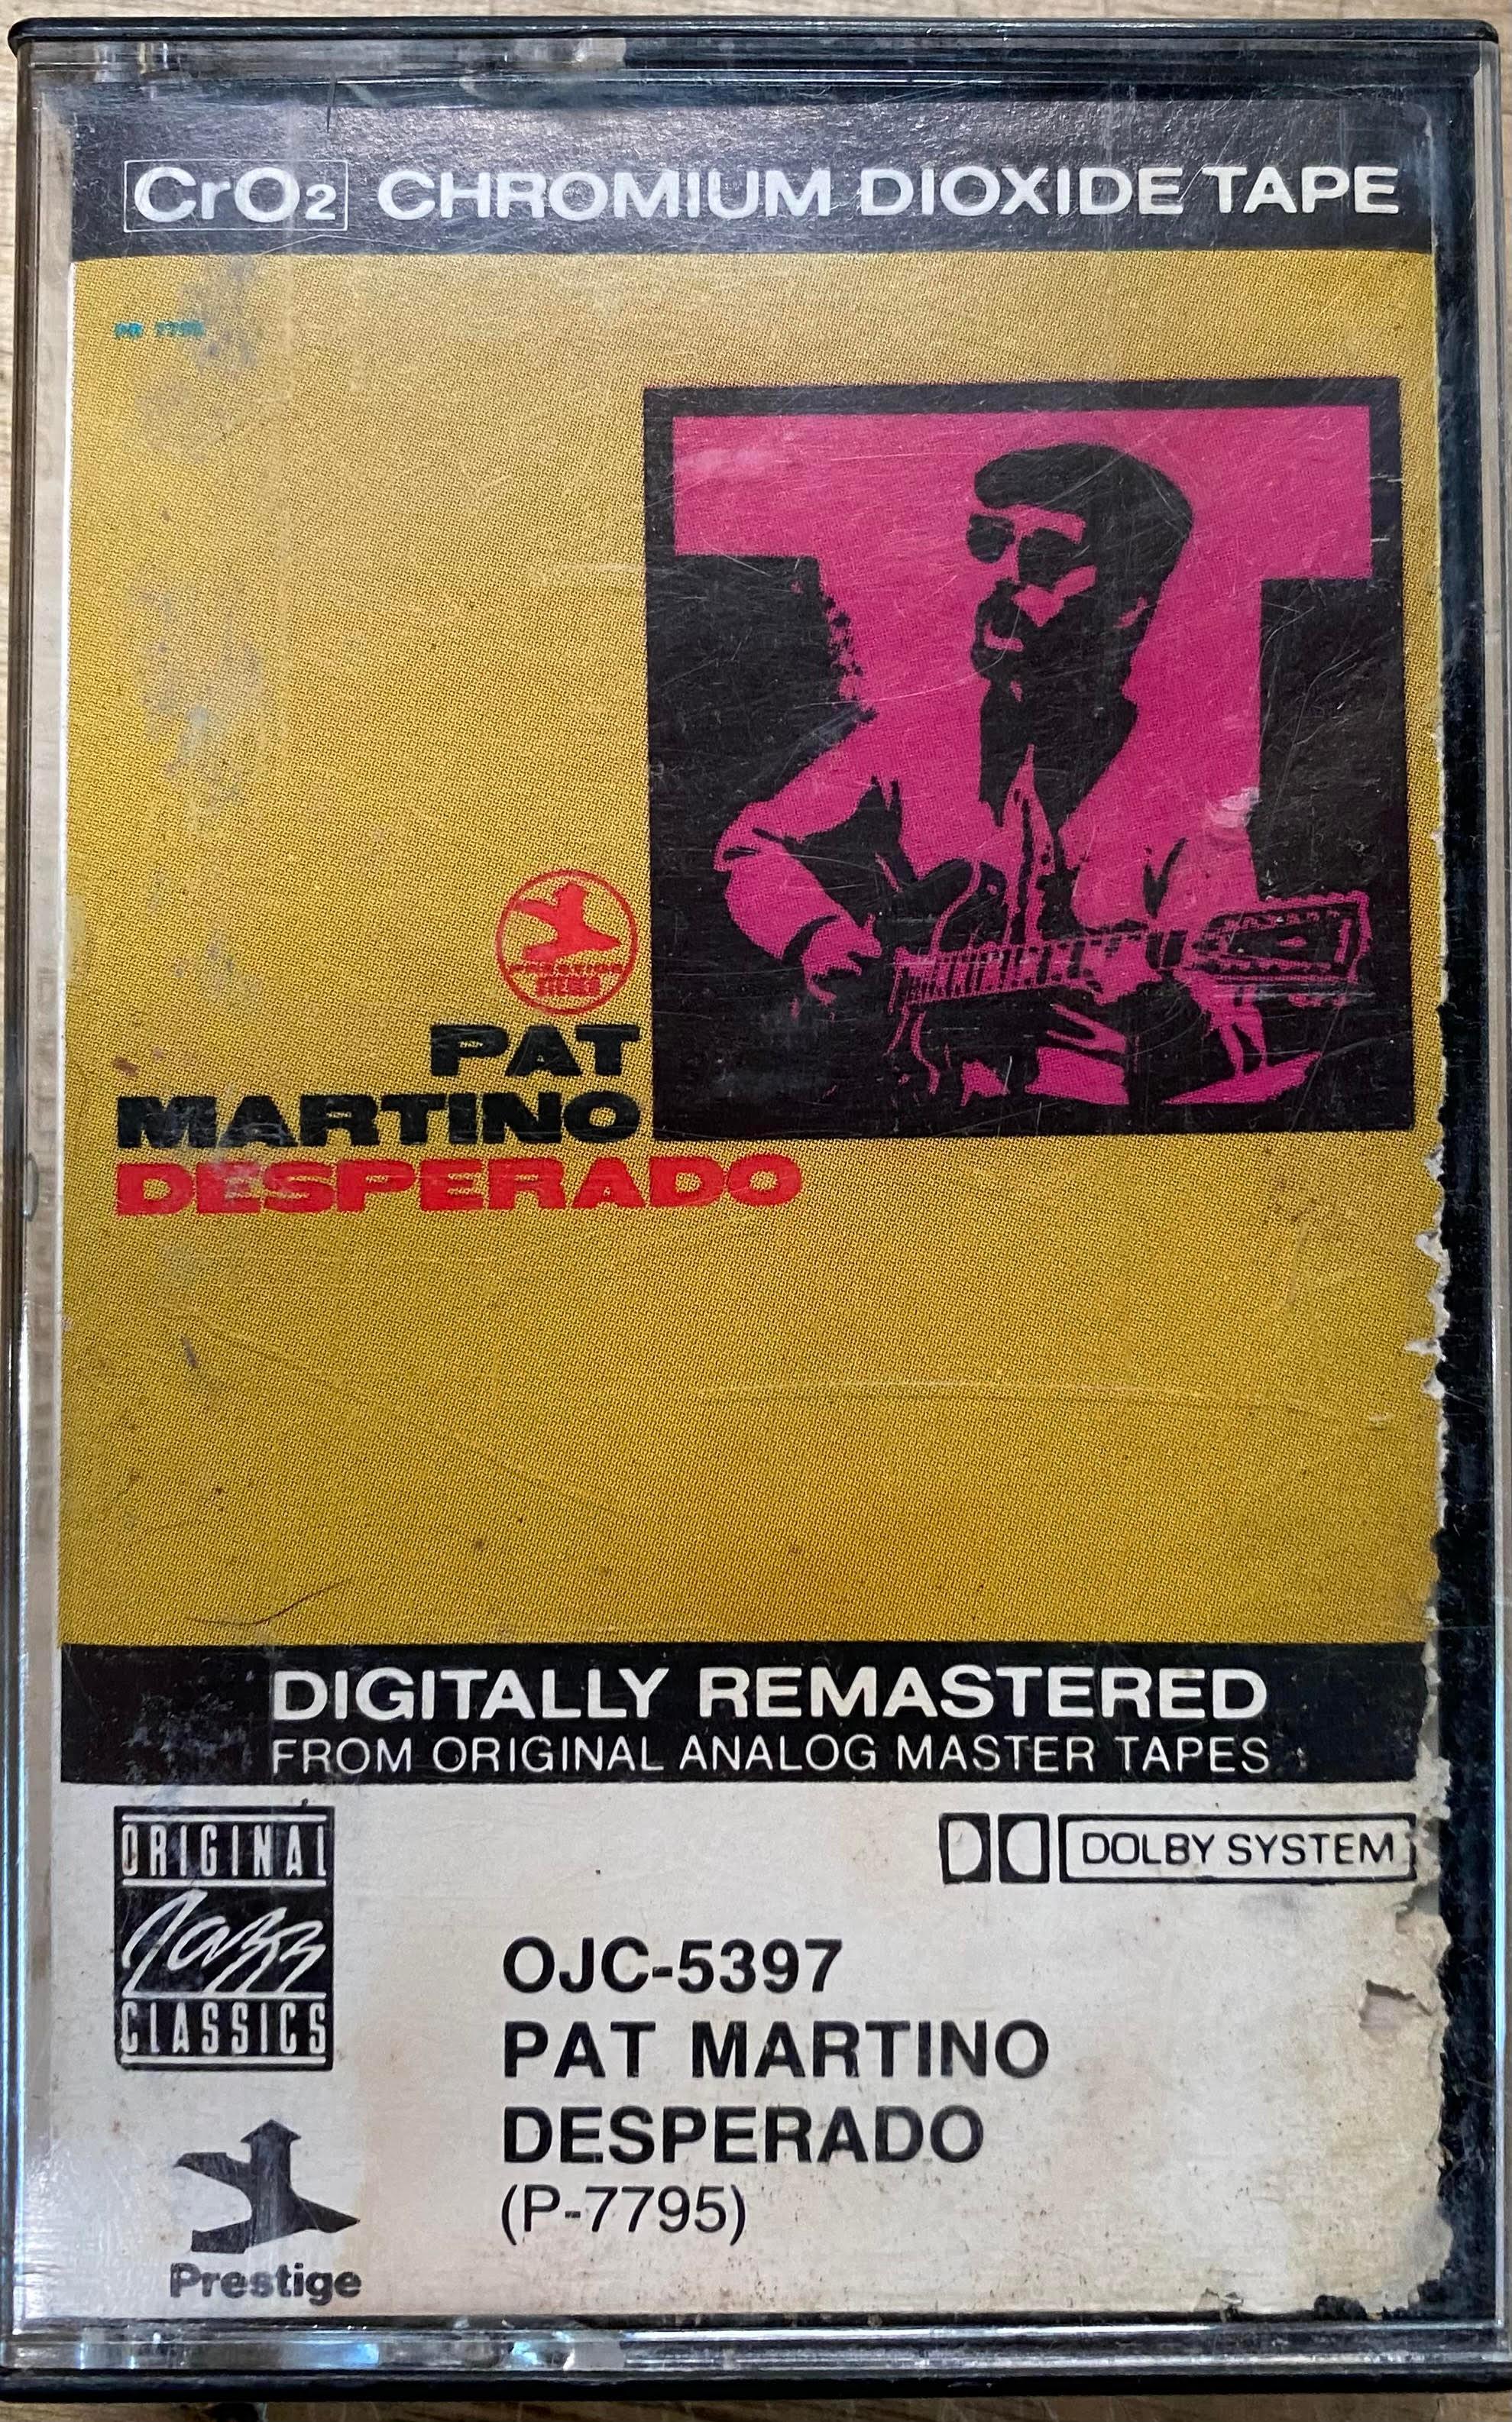 CrO2 CHROMIUM DIOXIDE TAPE
PAT
MARTINO
DESPERADO
DIGITALLY REMASTERED
FROM ORIGINAL ANALOG MASTER TAPES
ORIGINAL
Jazz
CLASSICS
DOLBY SYSTEM
OJC-5397
PAT MARTINO
DESPERADO
(P-7795)
Prestige